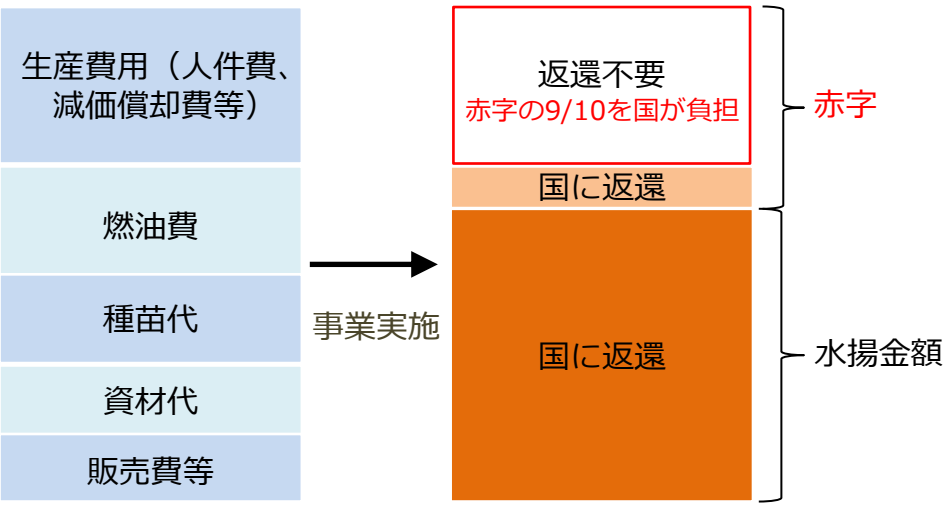 生産費用（人件費、
減価償却費等）
燃油費
種苗代
資材代
販売費等
事業実施
返還不要
赤字の9/10を国が負担
国に返還
国に返還
赤字
水揚金額